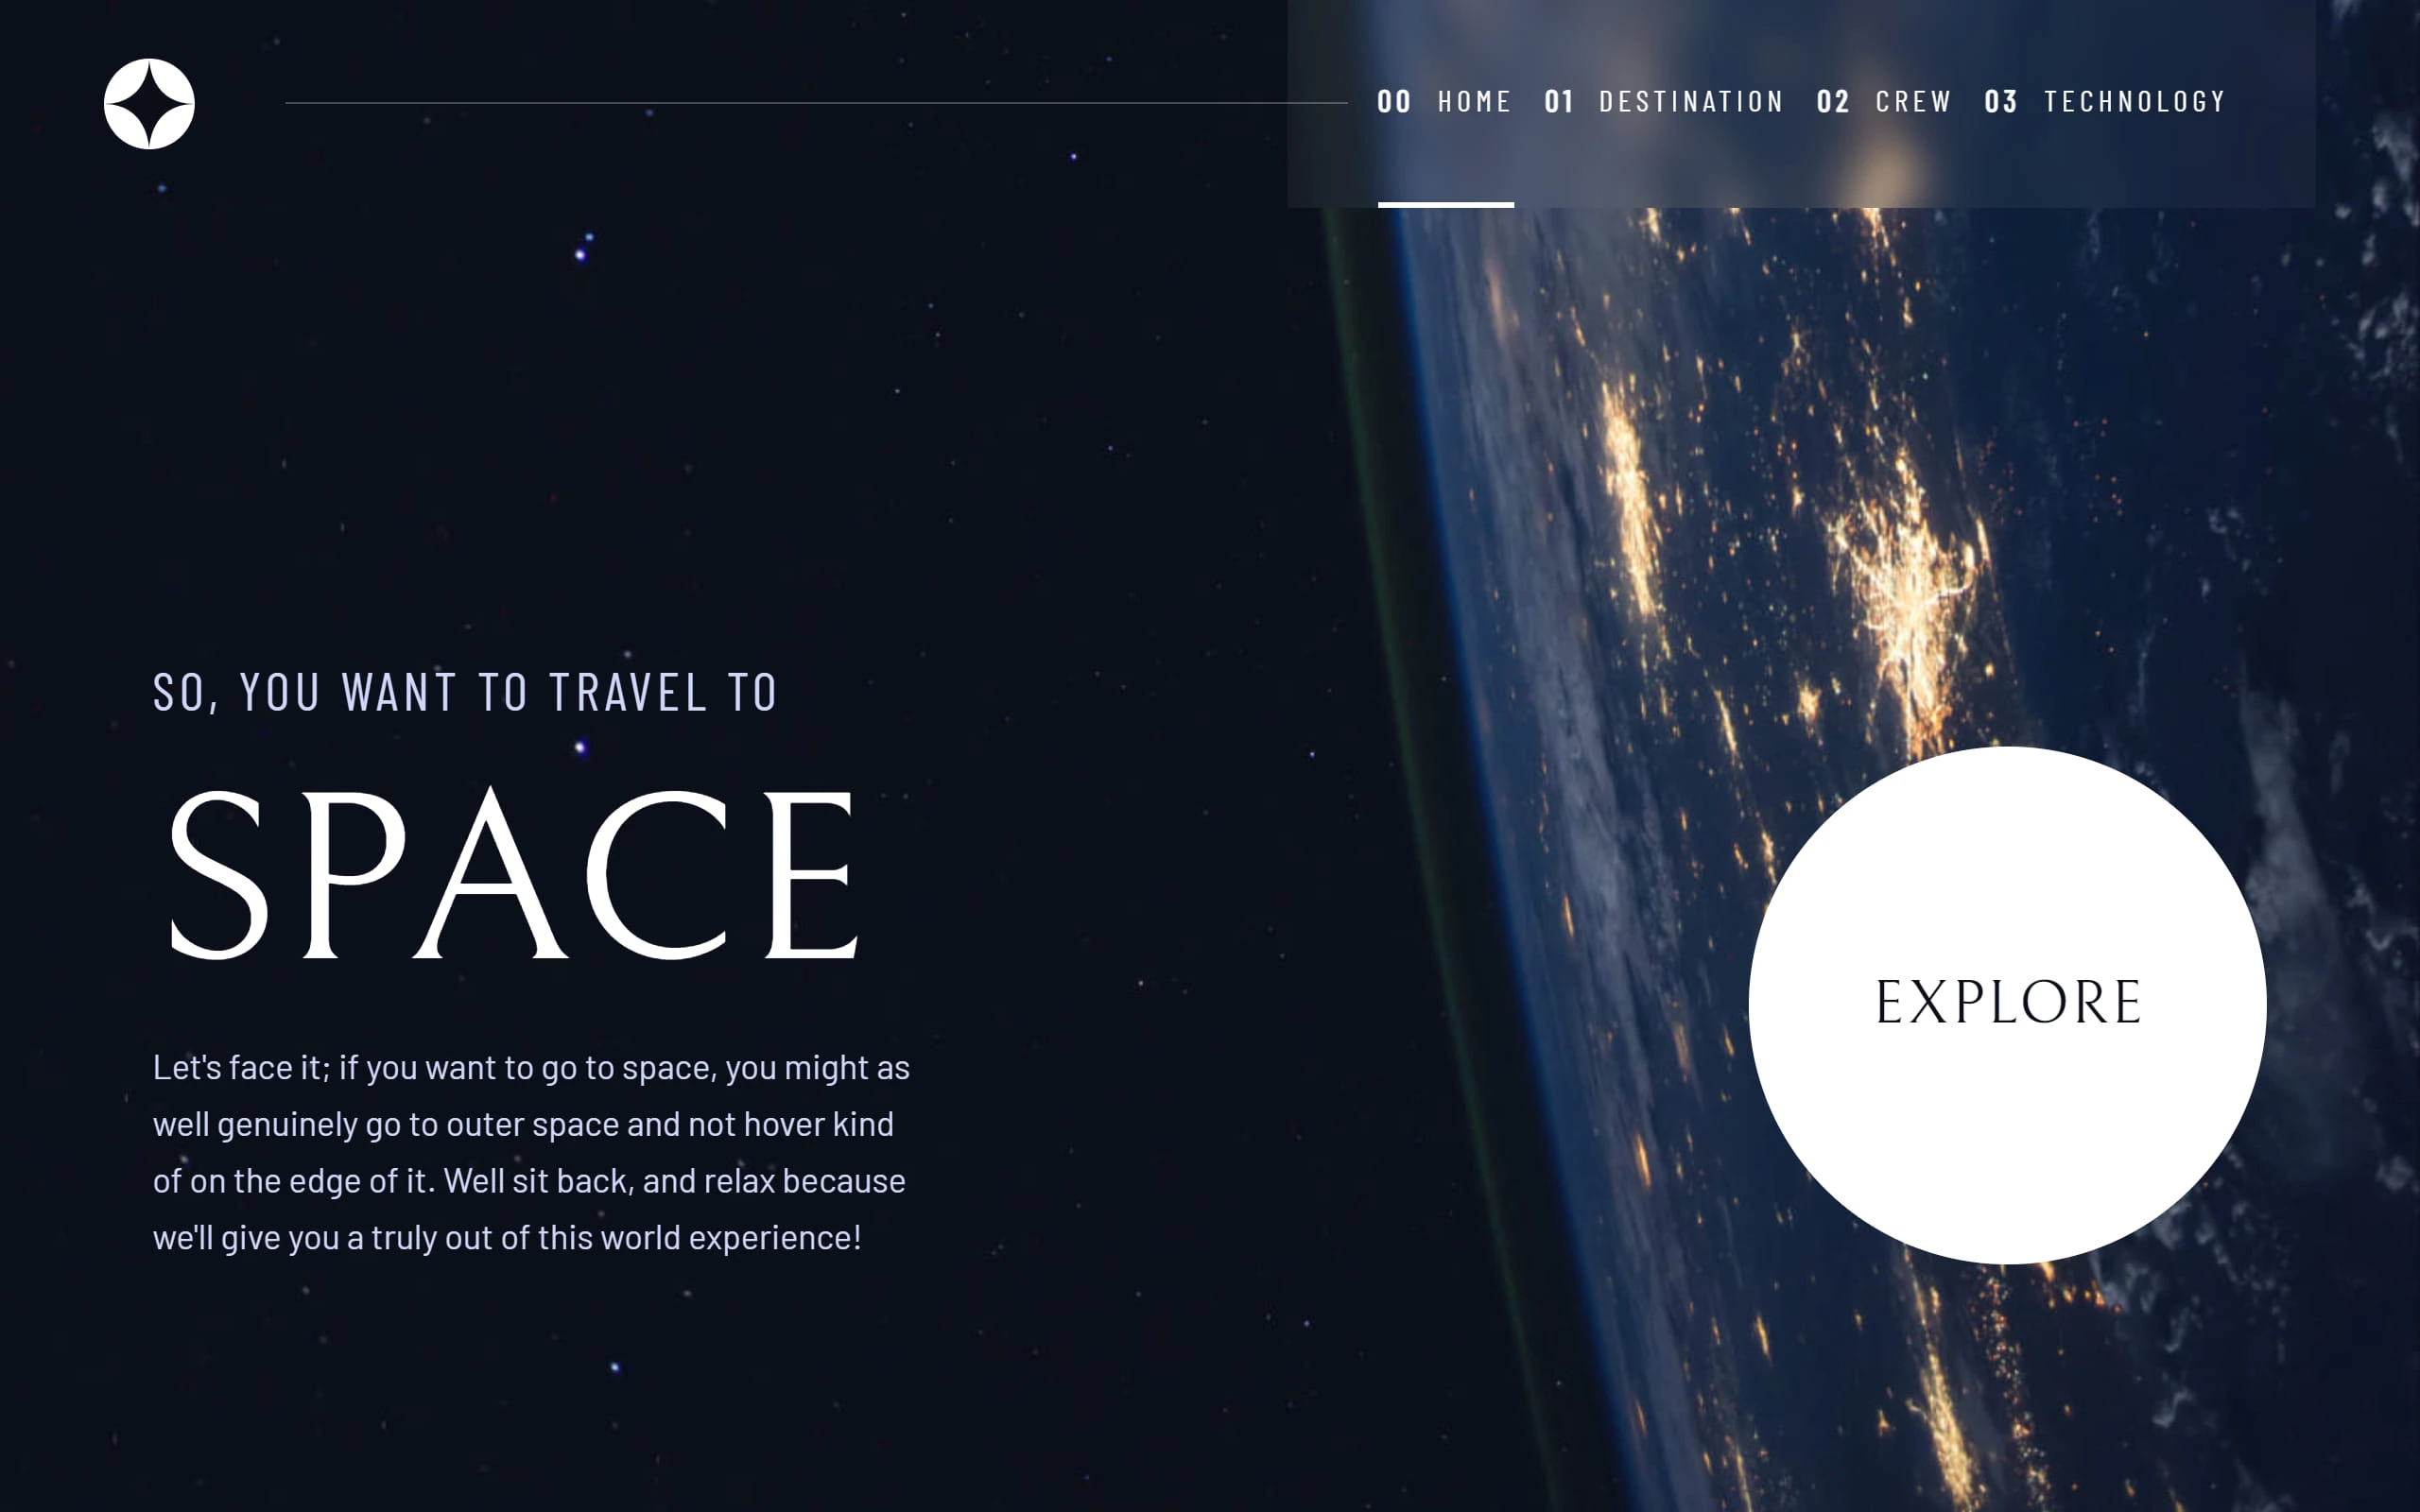 00 HOME 01 DESTINATION 02 CREW 03 TECHNOLOGY
SO, YOU WANT TO TRAVEL TO
SPACE
Let's face it; if you want to go to space, you might as
well genuinely go to outer space and not hover kind
of on the edge of it. Well sit back, and relax because
we'll give you a truly out of this world experience!
EXPLORE